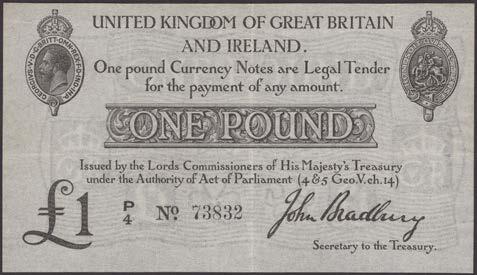 UNITED KINGDOM OF GREAT BRITAIN
AND IRELAND.
One pound Currency Notes are Legal Tender
for the payment of any amount.
ONE POUND
Issued by the Lords Commissioners of His Majesty's Treasury
under the Authority of Act of Parliament (4 & 5 Geo.V. ch.14)
£1
P/4 No. 73832
John Bradbury
Secretary to the Treasury.